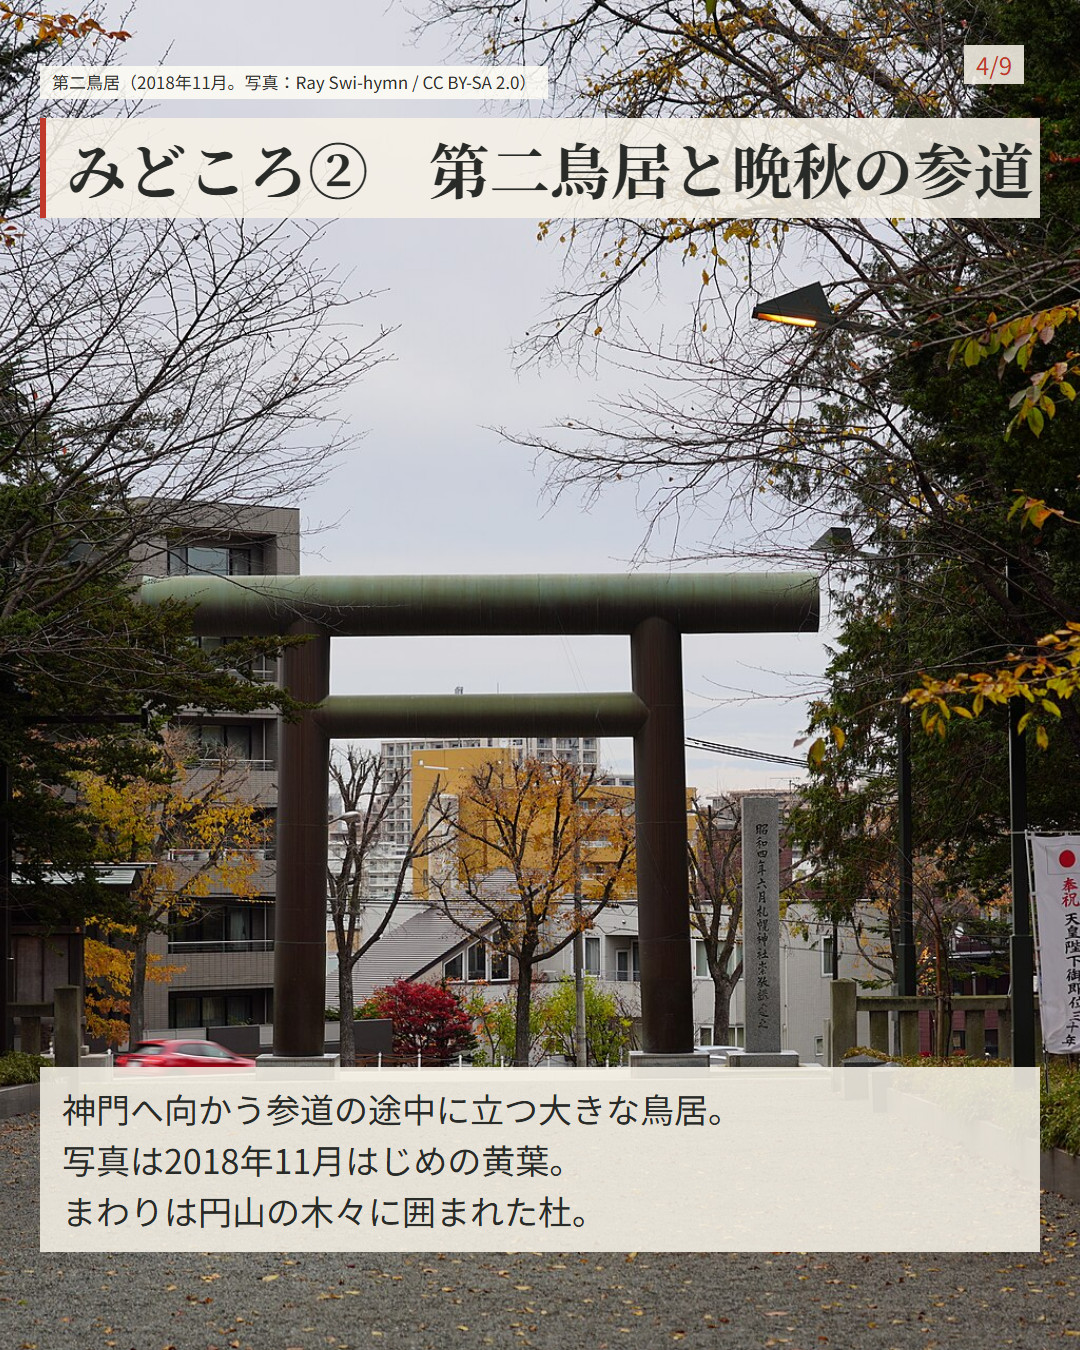 4/9
第二鳥居（2018年11月。写真：Ray Swi-hymn / CC BY-SA 2.0）
みどころ②　第二鳥居と晩秋の参道
昭和四年六月札幌神社崇敬講建之
奉祝
天皇陛下御即位三十年
神門へ向かう参道の途中に立つ大きな鳥居。
写真は2018年11月はじめの黄葉。
まわりは円山の木々に囲まれた杜。